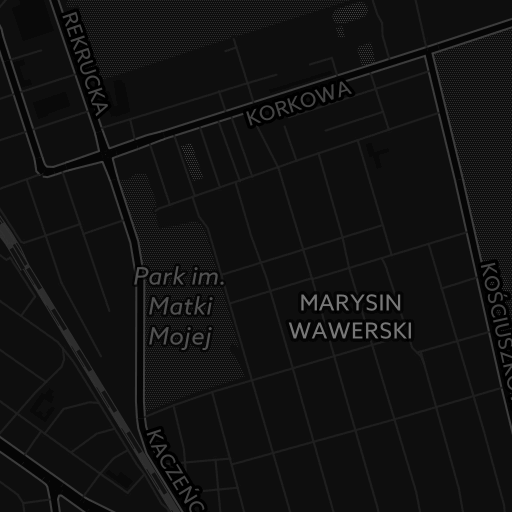 REKRUCKA
KORKOWA
Park im.
Matki
Mojej
MARYSIN
WAWERSKI